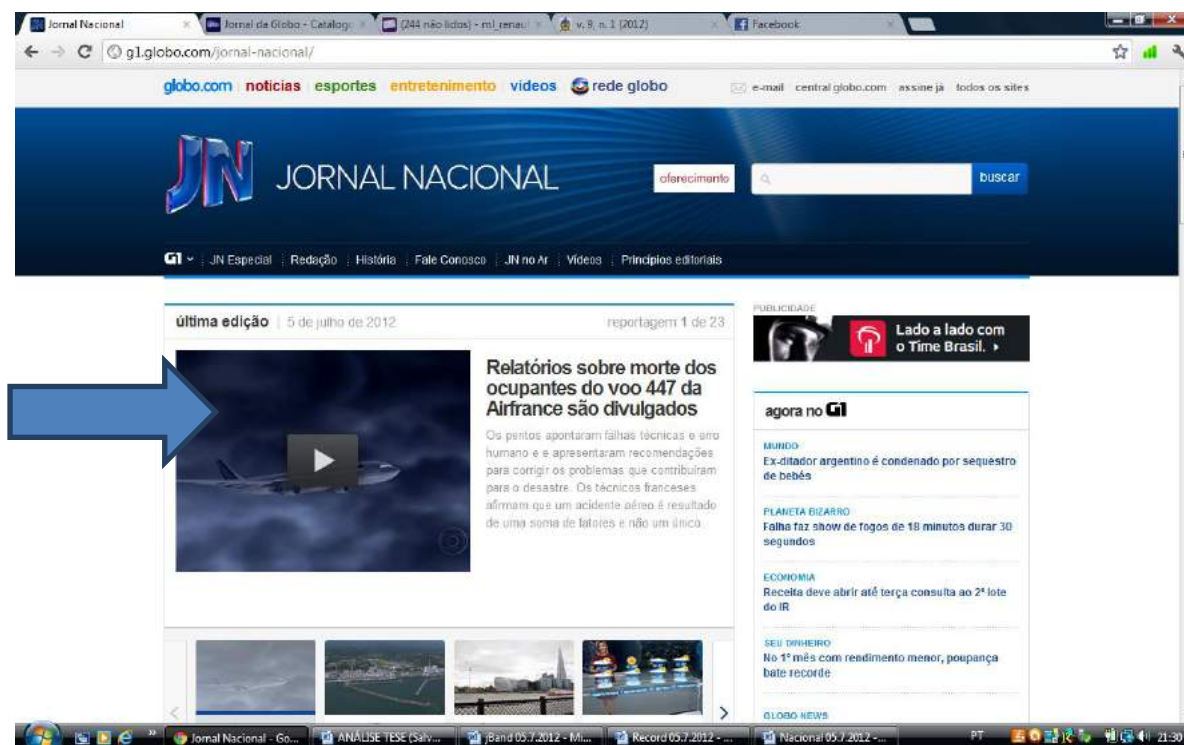 Jornal Nacional
Jornal da Globo - Catálogo
(244 não lidos) - ml_renau
v. 9, n. 1 (2012)
Facebook
g1.globo.com/jornal-nacional/
globo.com notícias esportes entretenimento vídeos rede globo
e-mail central globo.com assine já todos os sites
JN JORNAL NACIONAL
oferecimento
buscar
G1 JN Especial Redação História Fale Conosco JN no Ar Vídeos Princípios editoriais
última edição 5 de julho de 2012 reportagem 1 de 23
Relatórios sobre morte dos
ocupantes do voo 447 da
Airfrance são divulgados
Os peritos apontaram falhas técnicas e erro
humano e e apresentaram recomendações
para corrigir os problemas que contribuíram
para o desastre. Os técnicos franceses
afirmam que um acidente aéreo é resultado
de uma soma de fatores e não um único.
PUBLICIDADE
Lado a lado com
o Time Brasil.
agora no G1
MUNDO
Ex-ditador argentino é condenado por sequestro
de bebês
PLANETA BIZARRO
Falha faz show de fogos de 18 minutos durar 30
segundos
ECONOMIA
Receita deve abrir até terça consulta ao 2º lote
do IR
SEU DINHEIRO
No 1º mês com rendimento menor, poupança
bate recorde
GLOBO NEWS
Jornal Nacional - Go...
ANÁLISE TESE (Salv...
jBand 05.7.2012 - Mi...
Record 05.7.2012 - ...
Nacional 05.7.2012 - ...
PT
21:30